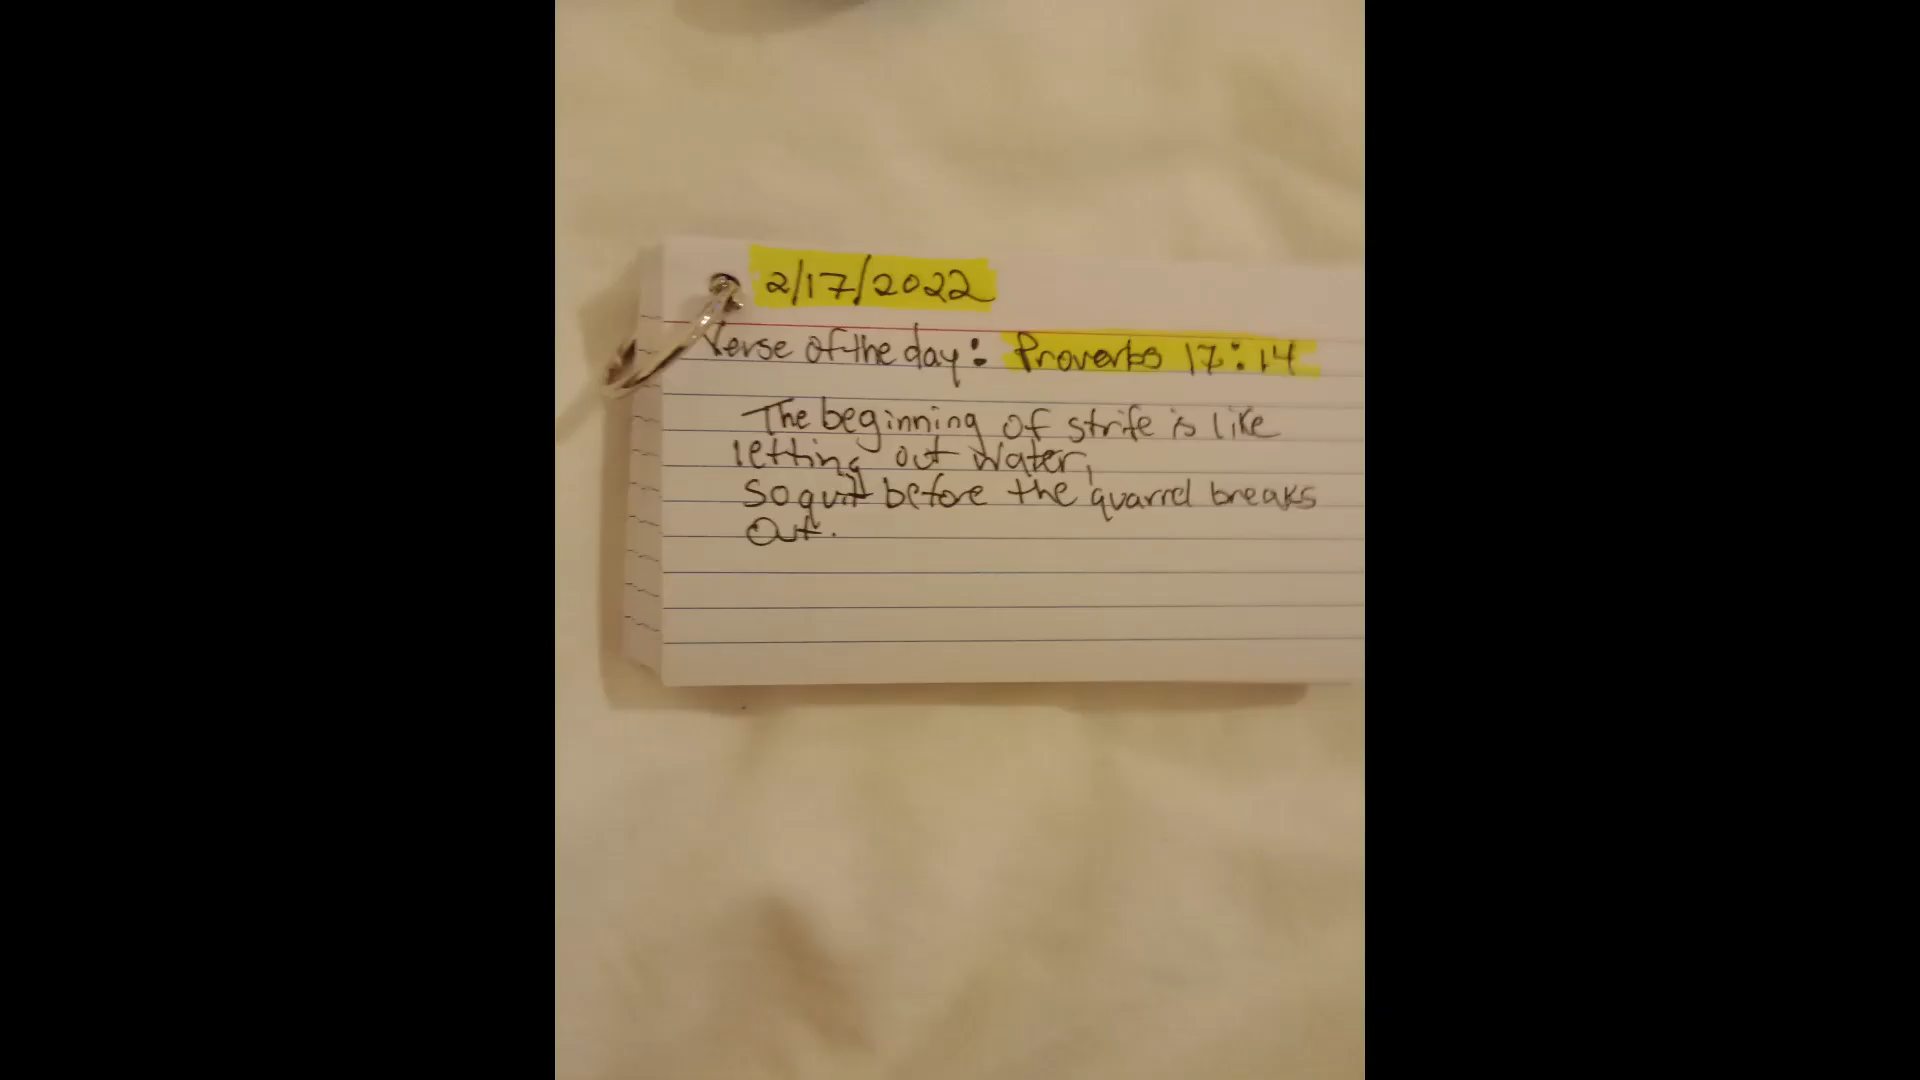 2/17/2022
Verse of the day: Proverbs 17:14
The beginning of strife is like
letting out water,
so quit before the quarrel breaks
out.